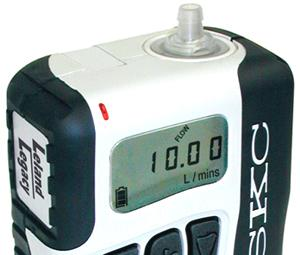 Leland
Legacy
FLOW
10.00
L / mins
SKC